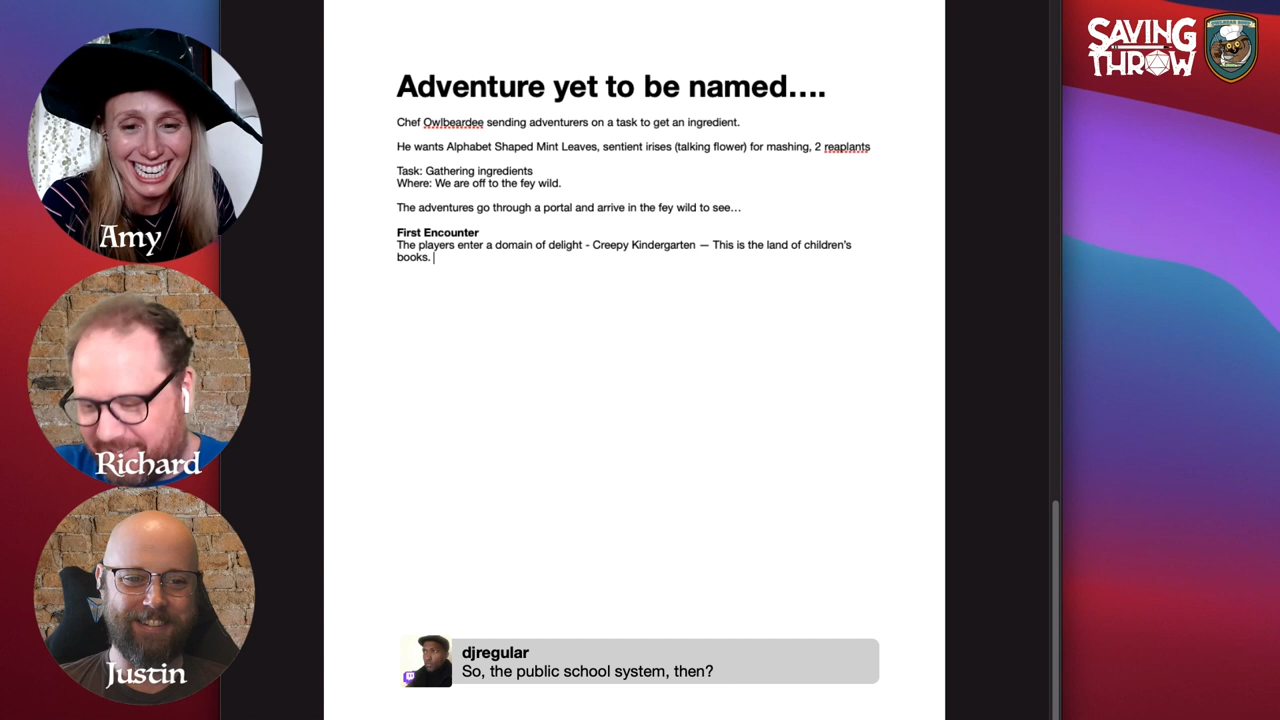 Adventure yet to be named....
Chef Owlbeardee sending adventurers on a task to get an ingredient.
He wants Alphabet Shaped Mint Leaves, sentient irises (talking flower) for mashing, 2 reaplants
Task: Gathering ingredients
Where: We are off to the fey wild.
The adventures go through a portal and arrive in the fey wild to see…
First Encounter
The players enter a domain of delight - Creepy Kindergarten — This is the land of children’s
books.
Amy
Richard
Justin
SAVING
THROW
djregular
So, the public school system, then?